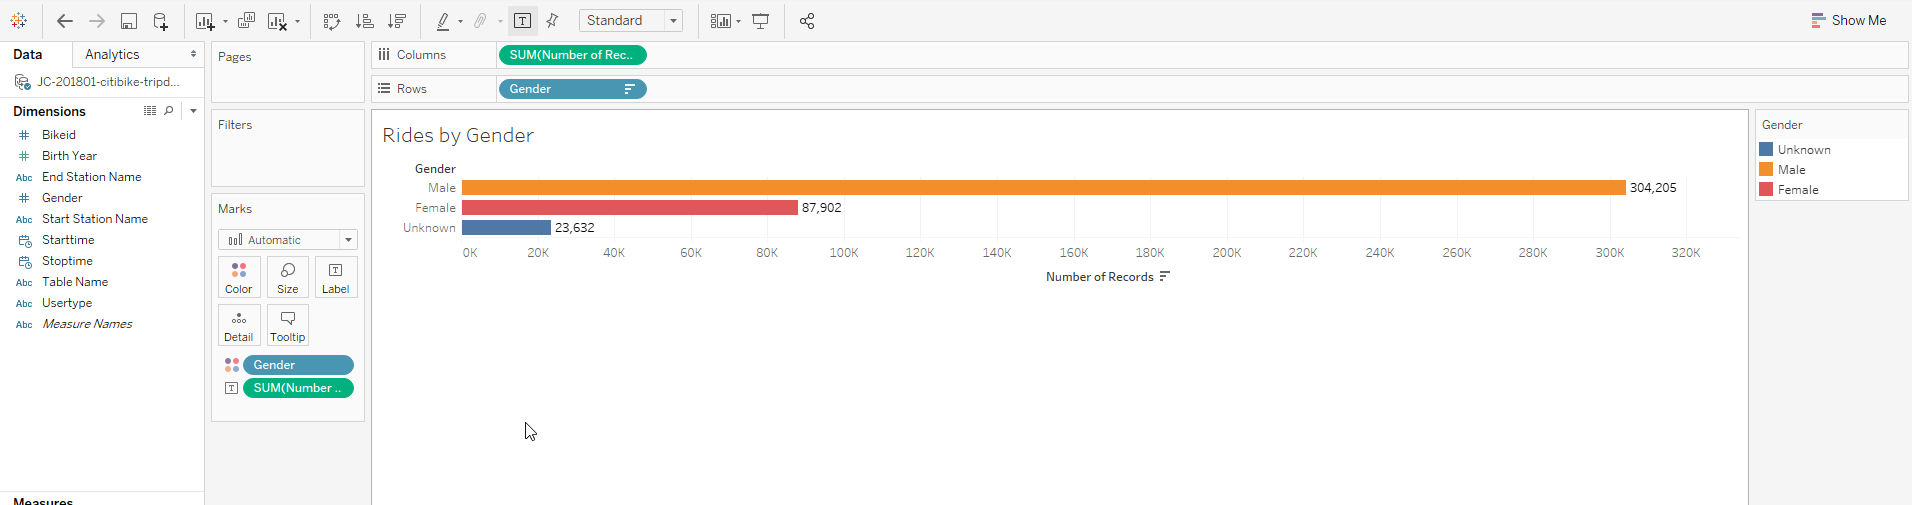 Standard
Show Me
Data
Analytics
JC-201801-citibike-tripd...
Dimensions
Bikeid
Birth Year
Abc End Station Name
Gender
Abc Start Station Name
Starttime
Stoptime
Abc Table Name
Abc Usertype
Abc Measure Names
Measures
Pages
Filters
Marks
Automatic
Color
Size
T
Label
Detail
Tooltip
Gender
T SUM(Number ..
Columns
SUM(Number of Rec..
Rows
Gender
Rides by Gender
Gender
Male 304,205
Female 87,902
Unknown 23,632
0K 20K 40K 60K 80K 100K 120K 140K 160K 180K 200K 220K 240K 260K 280K 300K 320K
Number of Records
Gender
Unknown
Male
Female